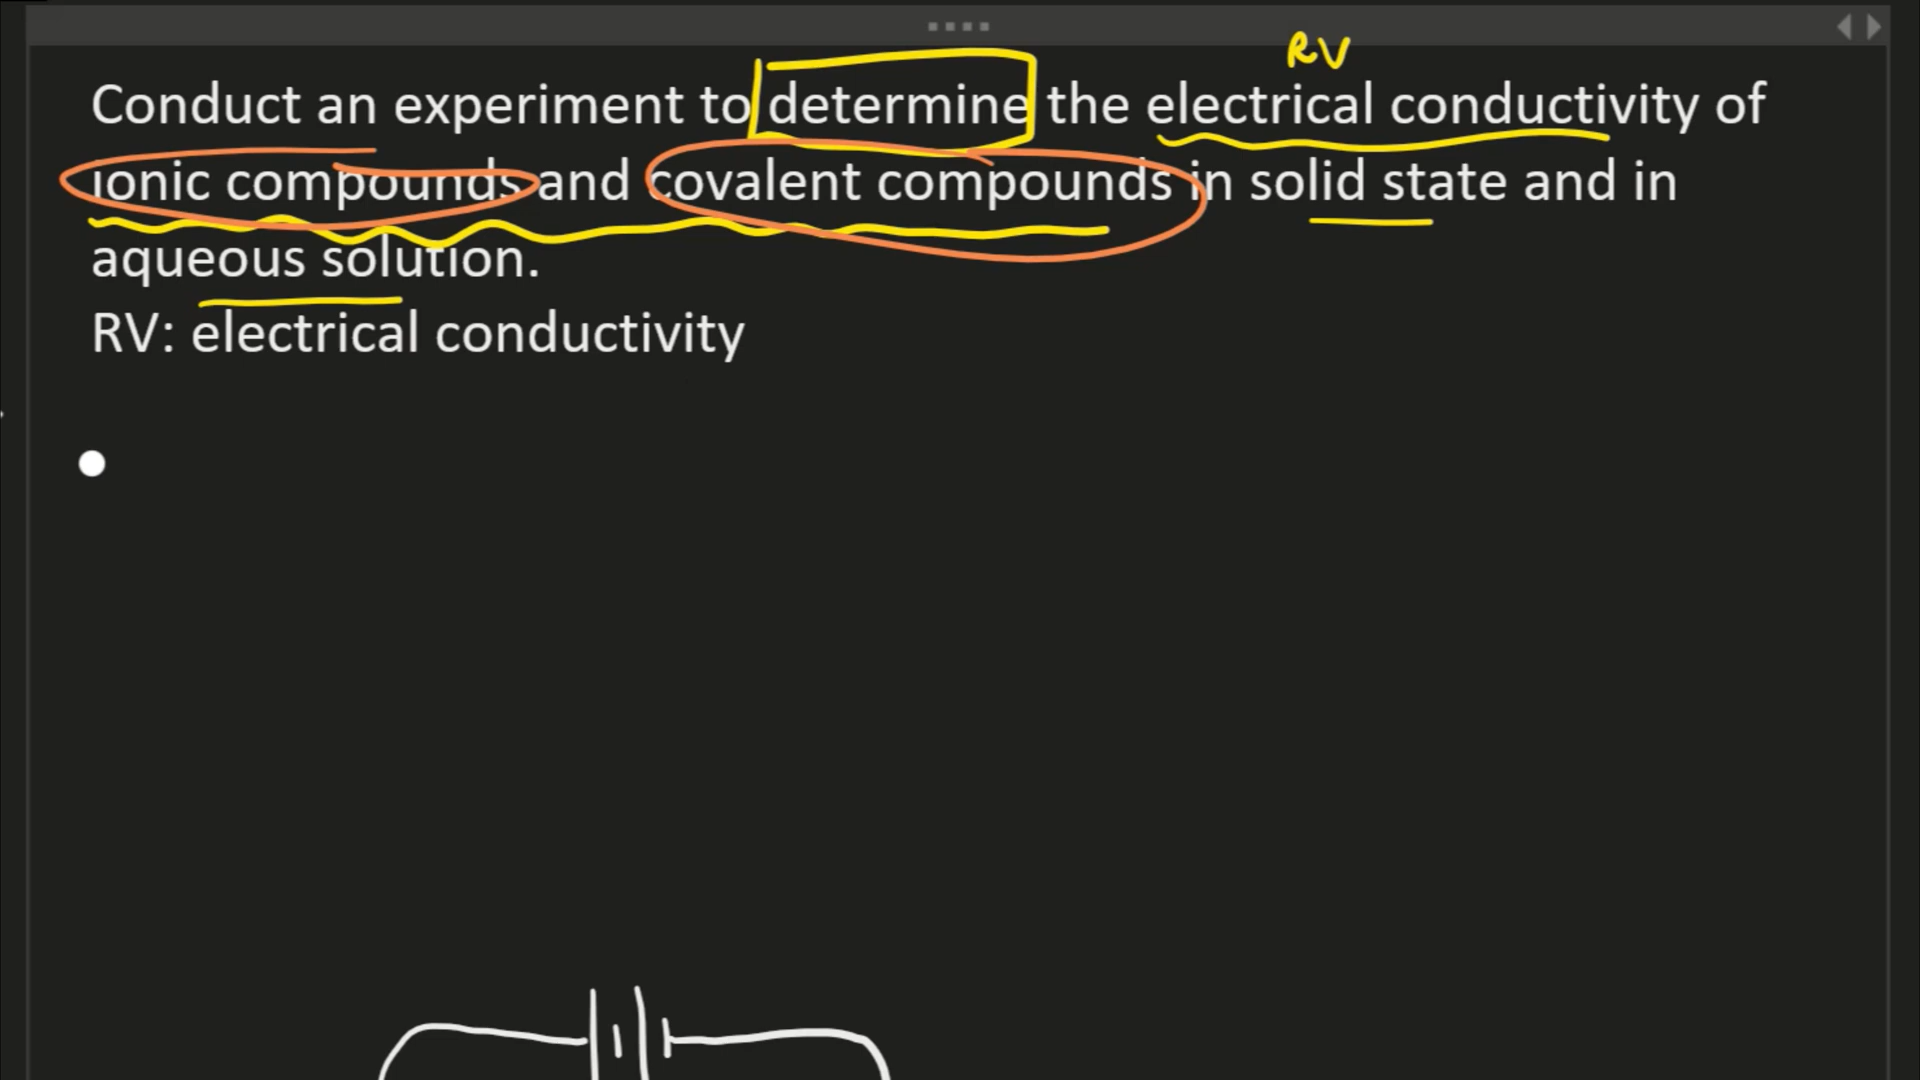 RV
Conduct an experiment to determine the electrical conductivity of
ionic compounds and covalent compounds in solid state and in
aqueous solution.
RV: electrical conductivity